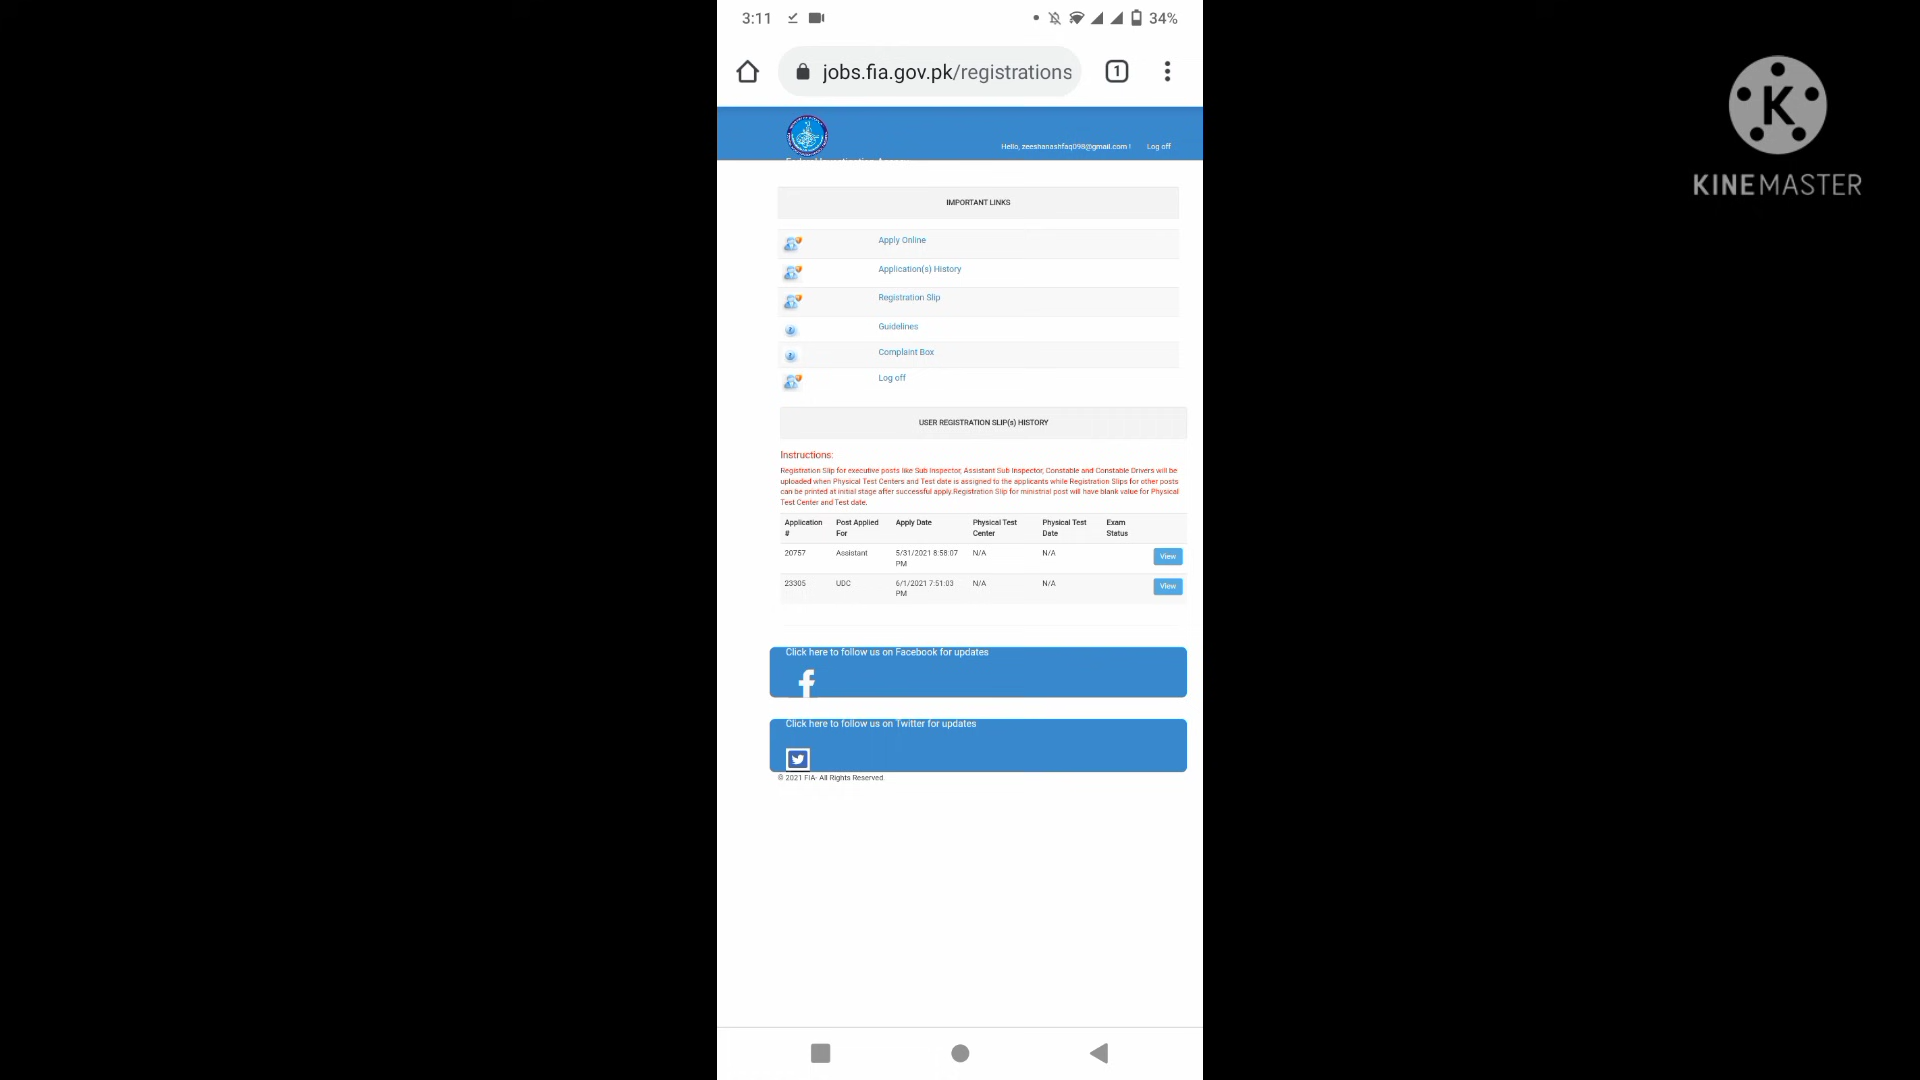 3:11
34%
jobs.fia.gov.pk/registrations
1
K
KINEMASTER
Hello, zeeshanashfaq098@gmail.com !
Log off
IMPORTANT LINKS
Apply Online
Application(s) History
Registration Slip
Guidelines
Complaint Box
Log off
USER REGISTRATION SLIP(s) HISTORY
Instructions:
Registration Slip for executive posts like Sub Inspector, Assistant Sub Inspector, Constable and Constable Drivers will be
uploaded when Physical Test Centers and Test date is assigned to the applicants while Registration Slips for other posts
can be printed at initial stage after successful apply.Registration Slip for ministrial post will have blank value for Physical
Test Center and Test date.
Application Post Applied Apply Date Physical Test Physical Test Exam
# For Center Date Status
20757 Assistant 5/31/2021 8:58:07 N/A N/A View
PM
23305 UDC 6/1/2021 7:51:03 N/A N/A View
PM
Click here to follow us on Facebook for updates
Click here to follow us on Twitter for updates
© 2021 FIA- All Rights Reserved.